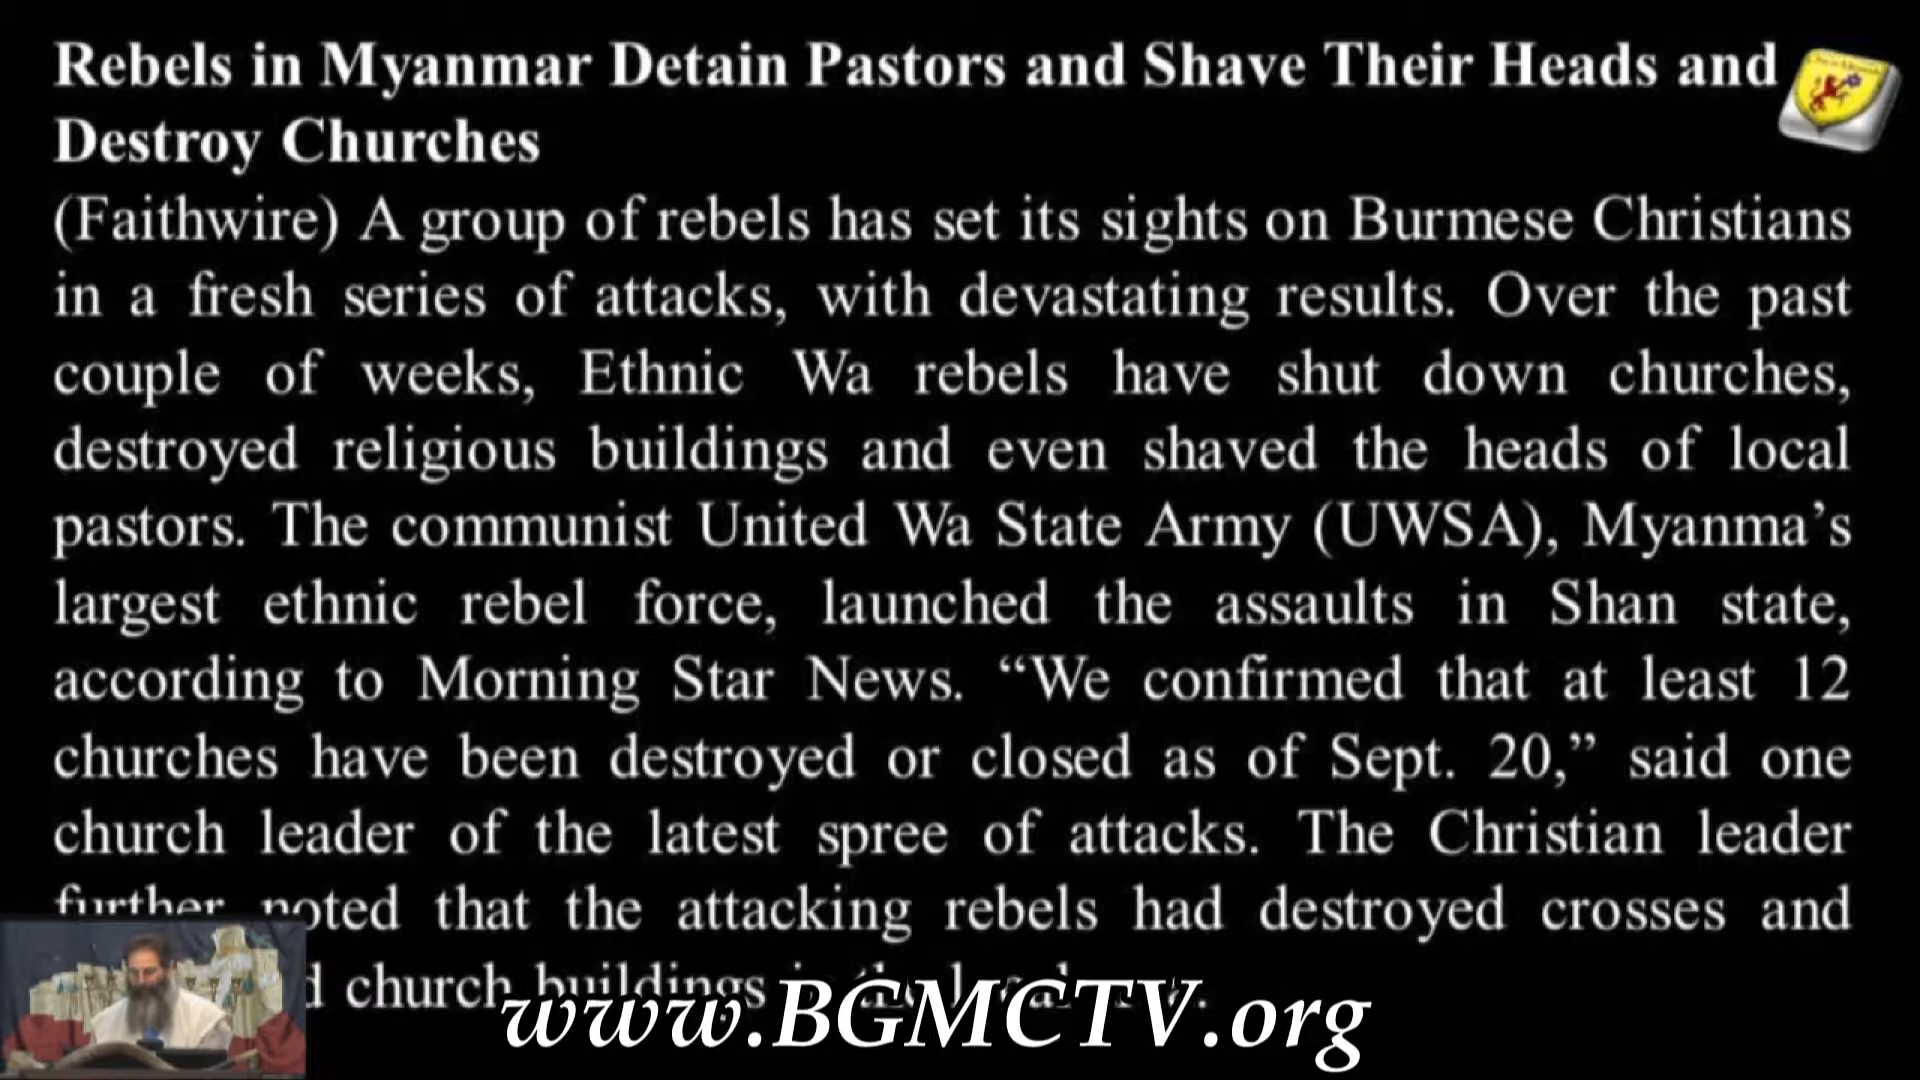 Rebels in Myanmar Detain Pastors and Shave Their Heads and
Destroy Churches
(Faithwire) A group of rebels has set its sights on Burmese Christians
in a fresh series of attacks, with devastating results. Over the past
couple of weeks, Ethnic Wa rebels have shut down churches,
destroyed religious buildings and even shaved the heads of local
pastors. The communist United Wa State Army (UWSA), Myanma’s
largest ethnic rebel force, launched the assaults in Shan state,
according to Morning Star News. “We confirmed that at least 12
churches have been destroyed or closed as of Sept. 20,” said one
church leader of the latest spree of attacks. The Christian leader
further noted that the attacking rebels had destroyed crosses and
church buildings
www.BGMCTV.org